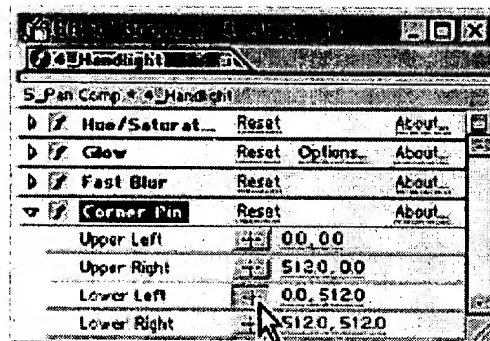 4_Handlight
5_Pan Comp * 4_Handlight
Hue/Saturat... Reset About...
Glow Reset Options... About...
Fast Blur Reset About...
Corner Pin Reset About...
Upper Left 0.0, 0.0
Upper Right 512.0, 0.0
Lower Left 0.0, 512.0
Lower Right 512.0, 512.0